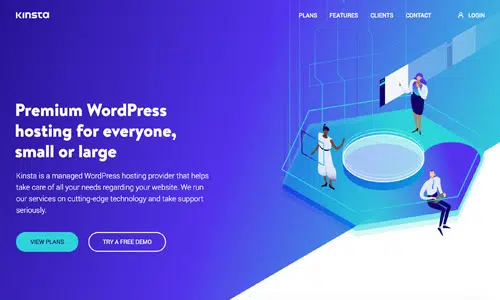 KINSTA
PLANS FEATURES CLIENTS CONTACT LOGIN
Premium WordPress
hosting for everyone,
small or large
Kinsta is a managed WordPress hosting provider that helps
take care of all your needs regarding your website. We run
our services on cutting-edge technology and take support
seriously.
VIEW PLANS TRY A FREE DEMO